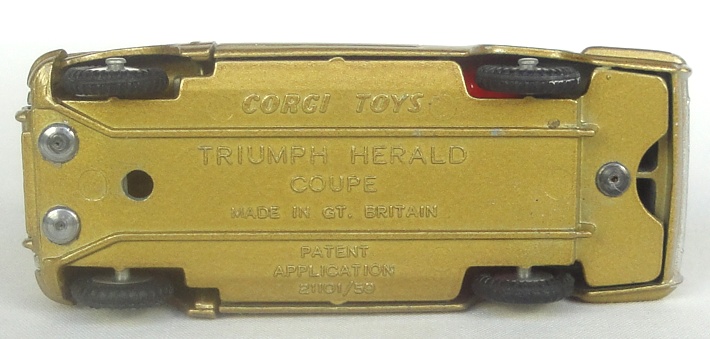 CORGI TOYS
TRIUMPH HERALD
COUPE
MADE IN GT. BRITAIN
PATENT
APPLICATION
21101/59